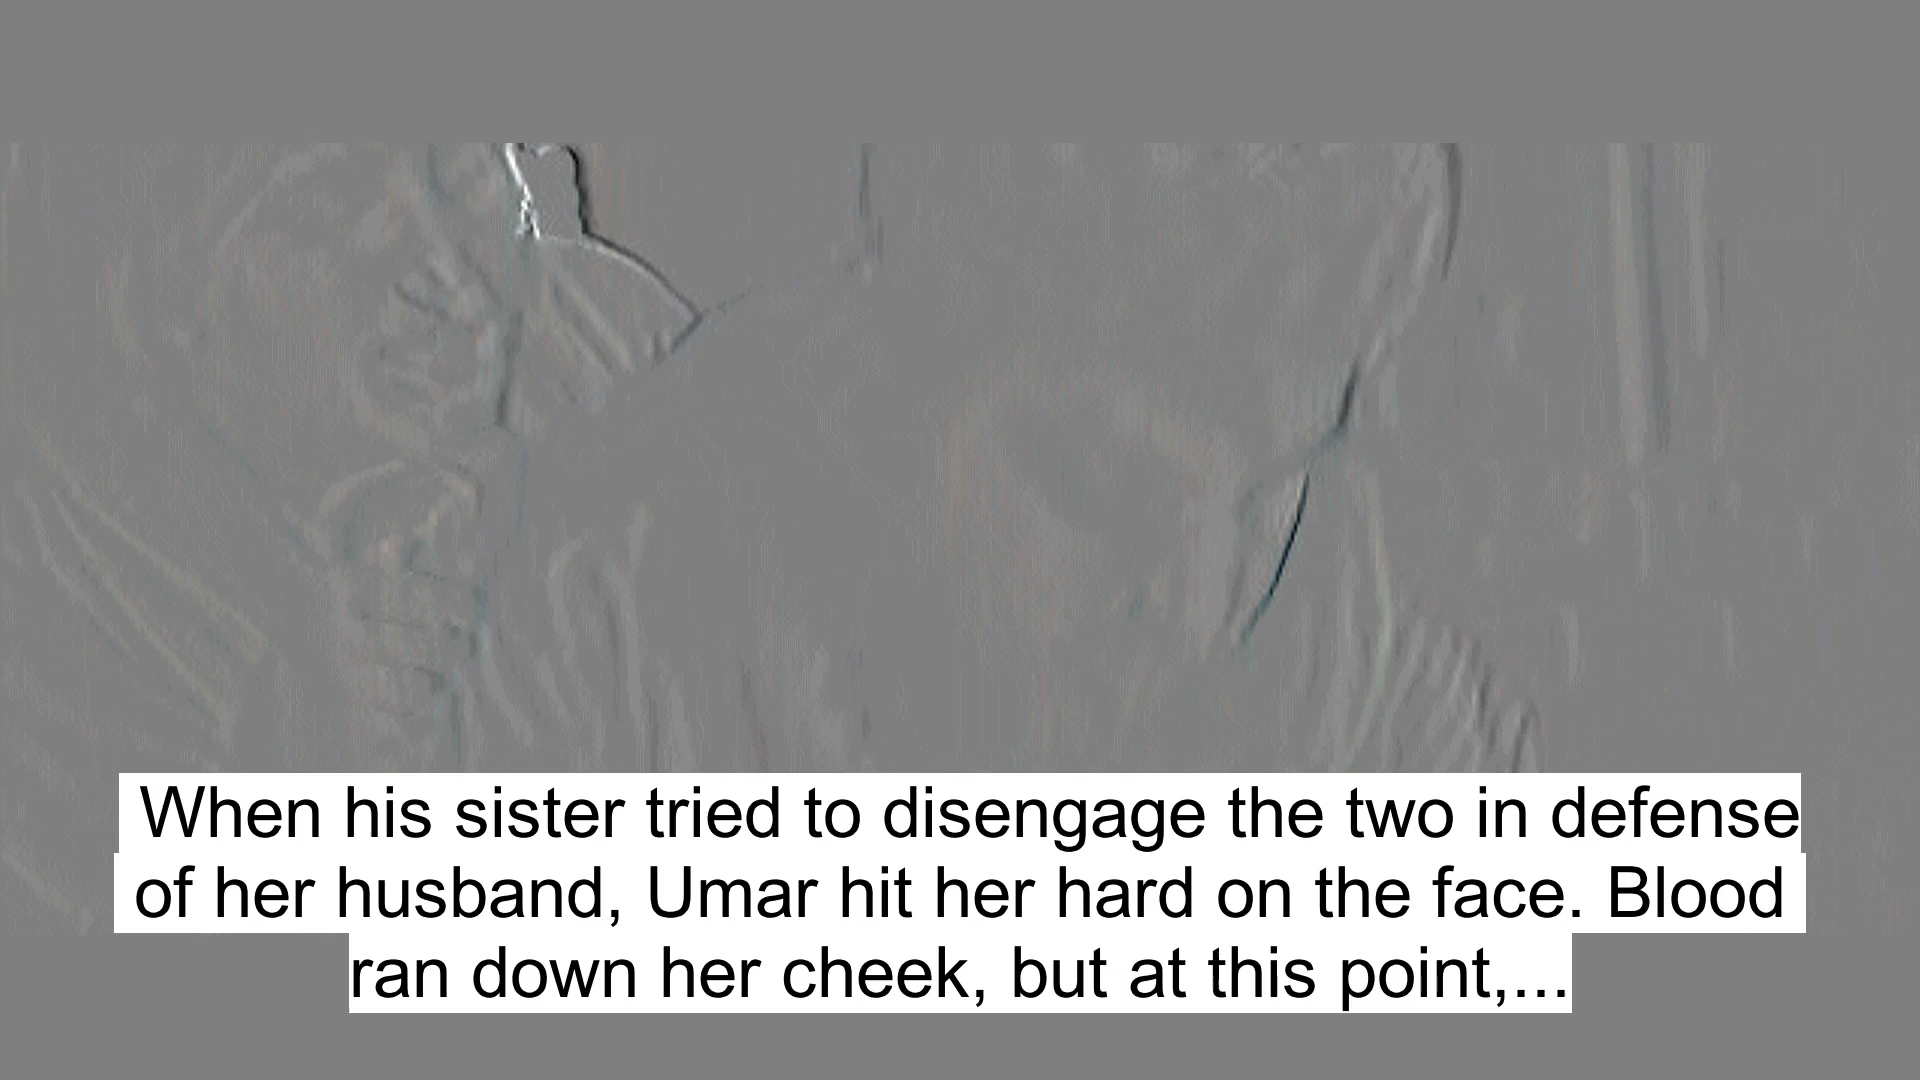 When his sister tried to disengage the two in defense
of her husband, Umar hit her hard on the face. Blood
ran down her cheek, but at this point,...